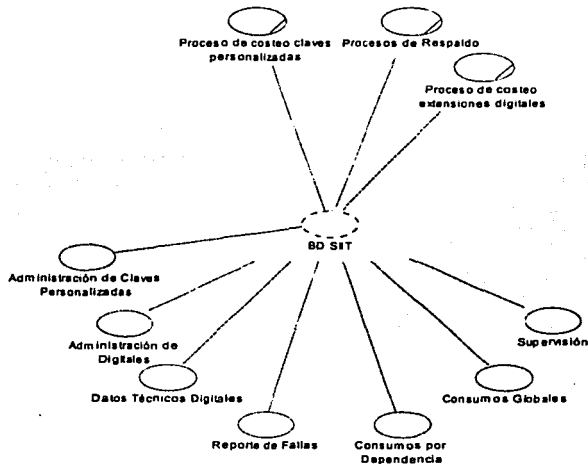 Proceso de costeo claves
personalizadas
Procesos de Respaldo
Proceso de costeo
extensiones digitales
BD SIIT
Administración de Claves
Personalizadas
Administración de
Digitales
Datos Técnicos Digitales
Reporte de Fallas
Consumos por
Dependencia
Consumos Globales
Supervisión